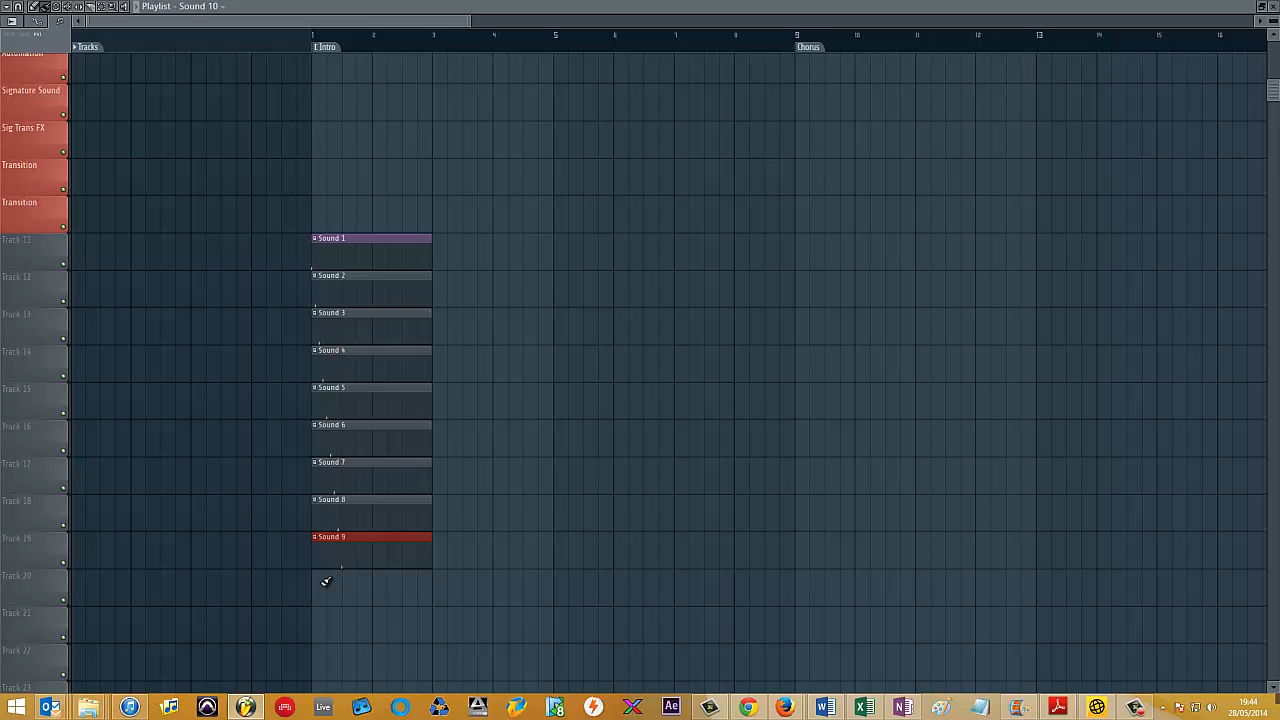 Playlist - Sound 10
1 2 3 5 6 7 8 9 10 11 12 13 14 15 16
Tracks Intro Chorus
Automation
Signature Sound
Sig Trans FX
Transition
Transition
Track 11 Sound 1
Track 12 Sound 2
Track 13 Sound 3
Track 14 Sound 4
Track 15 Sound 5
Track 16 Sound 6
Track 17 Sound 7
Track 18 Sound 8
Track 19 Sound 9
Track 20
Track 21
Track 22
Track 23
Live Ae
19:44
28/05/2014